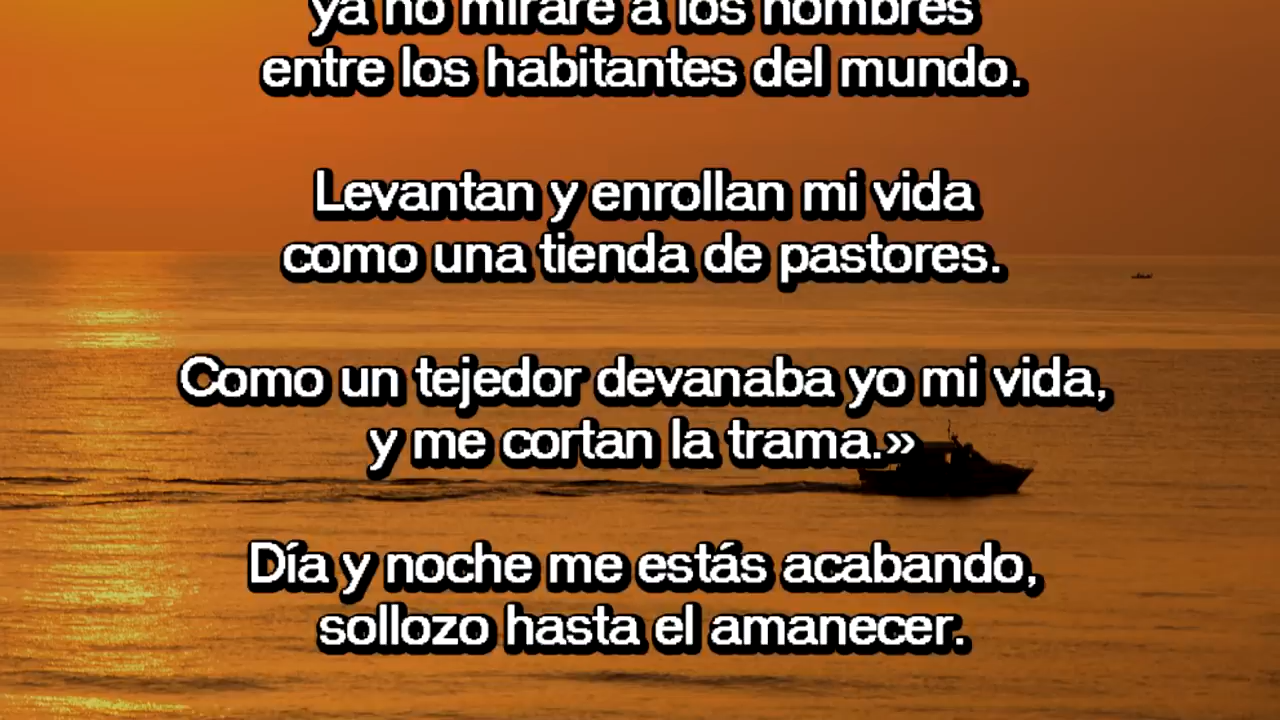 ya no miraré a los hombres
entre los habitantes del mundo.
Levantan y enrollan mi vida
como una tienda de pastores.
Como un tejedor devanaba yo mi vida,
y me cortan la trama.»
Día y noche me estás acabando,
sollozo hasta el amanecer.